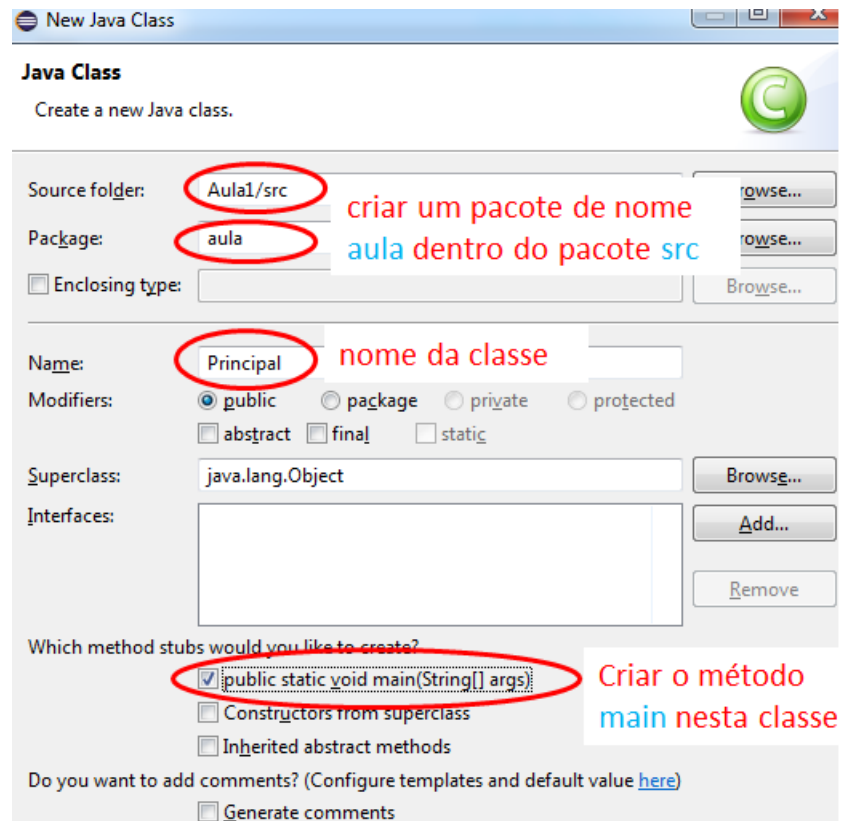 New Java Class
Java Class
Create a new Java class.
Source folder: Aula1/src rowse...
criar um pacote de nome
aula dentro do pacote src
Package: aula rowse...
Enclosing type: Browse...
Name: Principal nome da classe
Modifiers: public package private protected
abstract final static
Superclass: java.lang.Object Browse...
Interfaces: Add...
Remove
Which method stubs would you like to create?
public static void main(String[] args)
Criar o método
main nesta classe
Constructors from superclass
Inherited abstract methods
Do you want to add comments? (Configure templates and default value here)
Generate comments